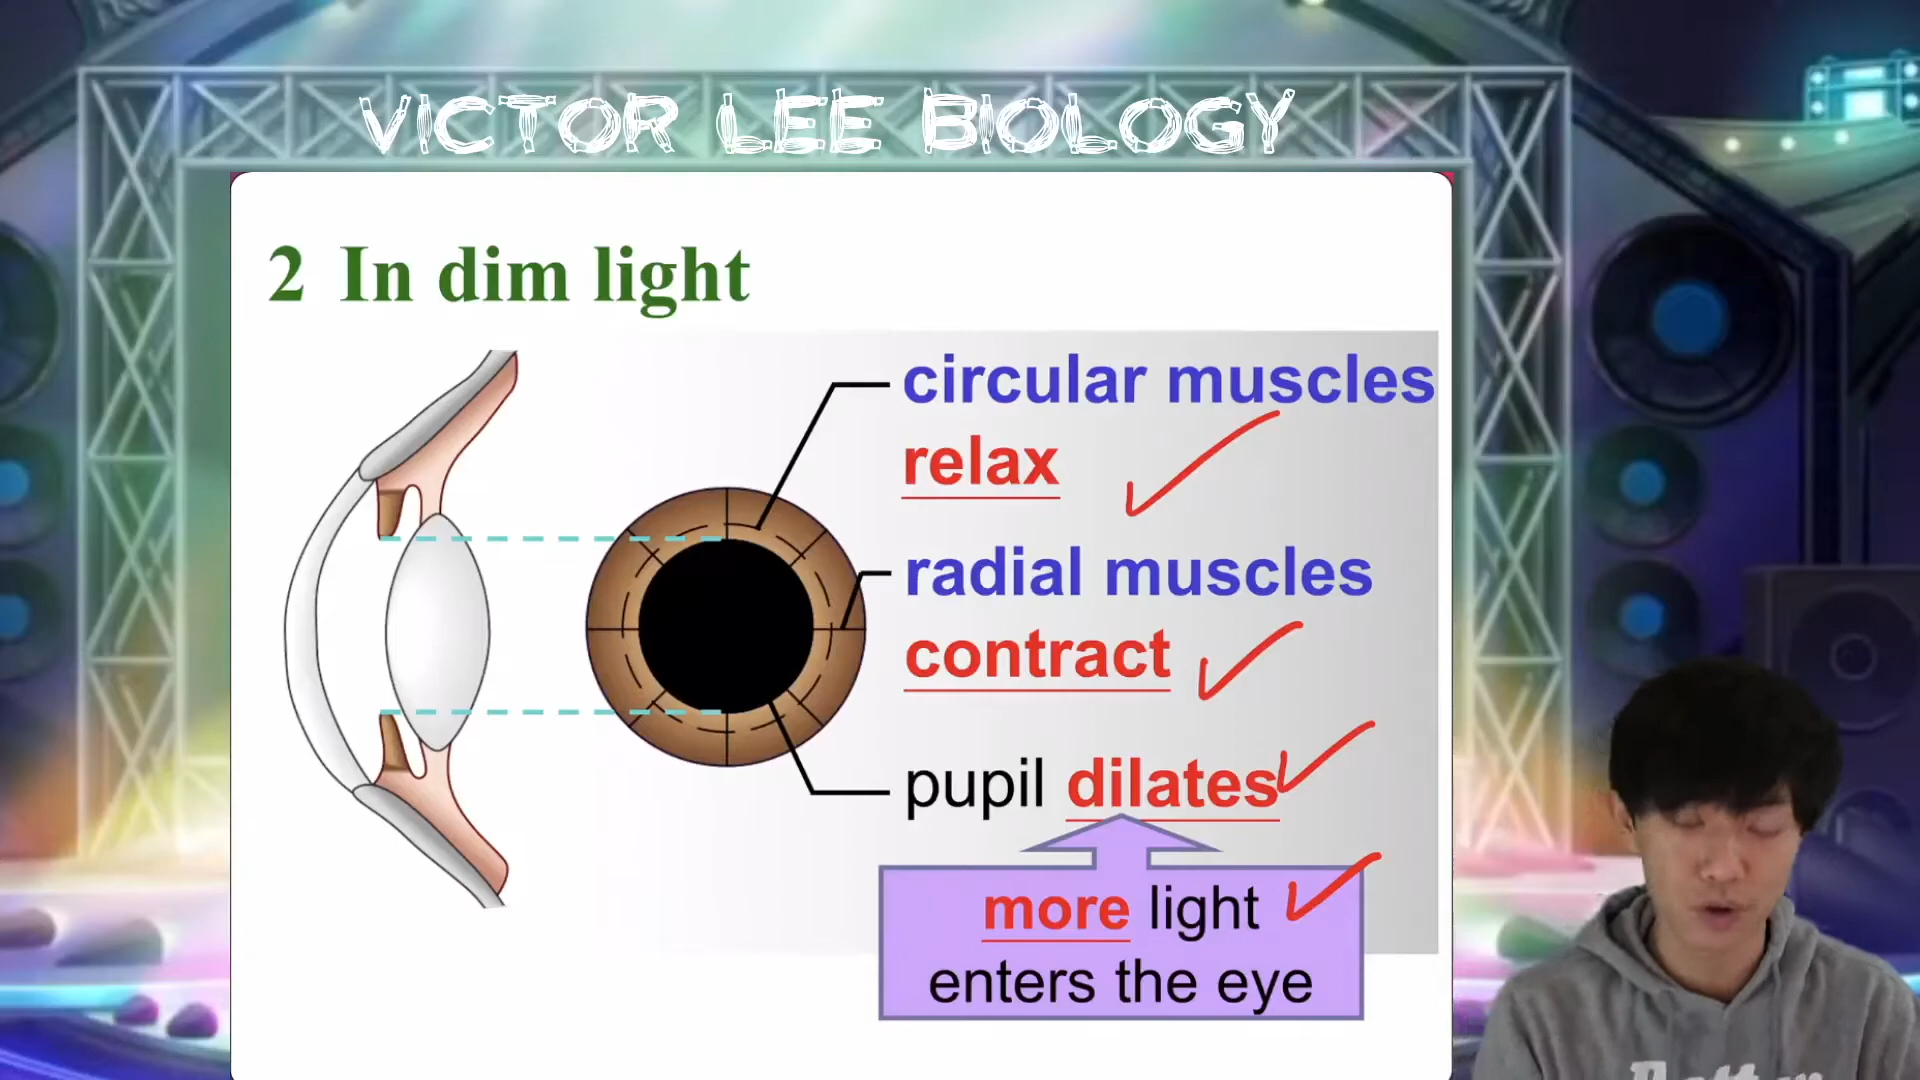 VICTOR LEE BIOLOGY
2 In dim light
circular muscles
relax
radial muscles
contract
pupil dilates
more light
enters the eye